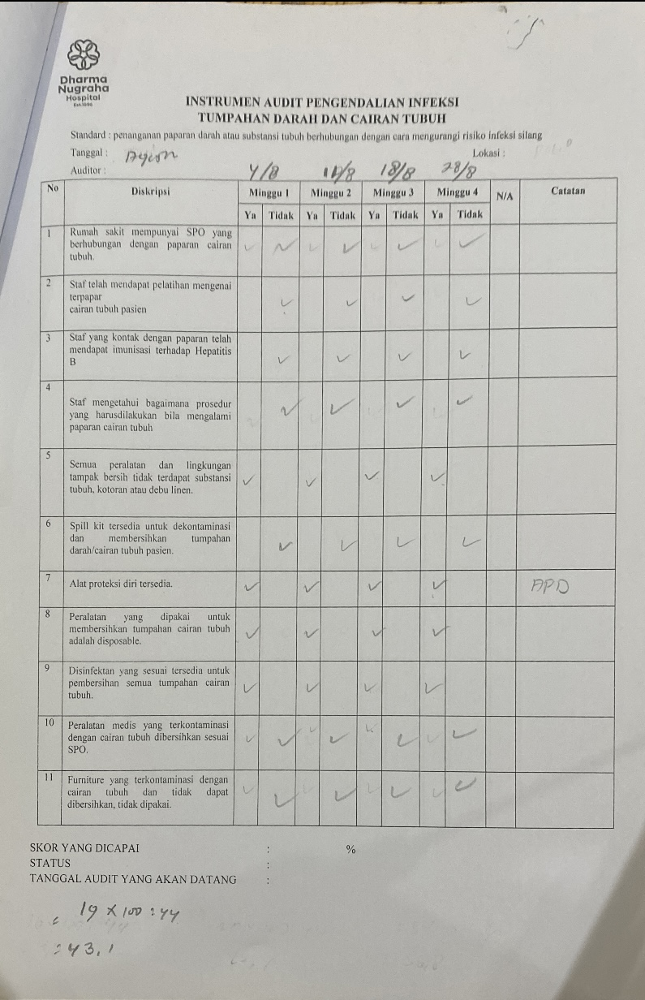 Dharma
Nugraha
Hospital
Est.1996
INSTRUMEN AUDIT PENGENDALIAN INFEKSI
TUMPAHAN DARAH DAN CAIRAN TUBUH
Standard : penanganan paparan darah atau substansi tubuh berhubungan dengan cara mengurangi risiko infeksi silang
Tanggal :
Lokasi :
Auditor :
4/8 11/8 18/8 28/8
No Diskripsi Minggu 1 Minggu 2 Minggu 3 Minggu 4 N/A Catatan
Ya Tidak Ya Tidak Ya Tidak Ya Tidak
1 Rumah sakit mempunyai SPO yang
berhubungan dengan paparan cairan
tubuh.
2 Staf telah mendapat pelatihan mengenai
terpapar
cairan tubuh pasien
3 Staf yang kontak dengan paparan telah
mendapat imunisasi terhadap Hepatitis
B
4
Staf mengetahui bagaimana prosedur
yang harusdilakukan bila mengalami
paparan cairan tubuh
5
Semua peralatan dan lingkungan
tampak bersih tidak terdapat substansi
tubuh, kotoran atau debu linen.
6 Spill kit tersedia untuk dekontaminasi
dan membersihkan tumpahan
darah/cairan tubuh pasien.
7 Alat proteksi diri tersedia. APD
8 Peralatan yang dipakai untuk
membersihkan tumpahan cairan tubuh
adalah disposable.
9 Disinfektan yang sesuai tersedia untuk
pembersihan semua tumpahan cairan
tubuh.
10 Peralatan medis yang terkontaminasi
dengan cairan tubuh dibersihkan sesuai
SPO.
11 Furniture yang terkontaminasi dengan
cairan tubuh dan tidak dapat
dibersihkan, tidak dipakai.
SKOR YANG DICAPAI : %
STATUS :
TANGGAL AUDIT YANG AKAN DATANG :
19 x 100 : 44
= 43,1